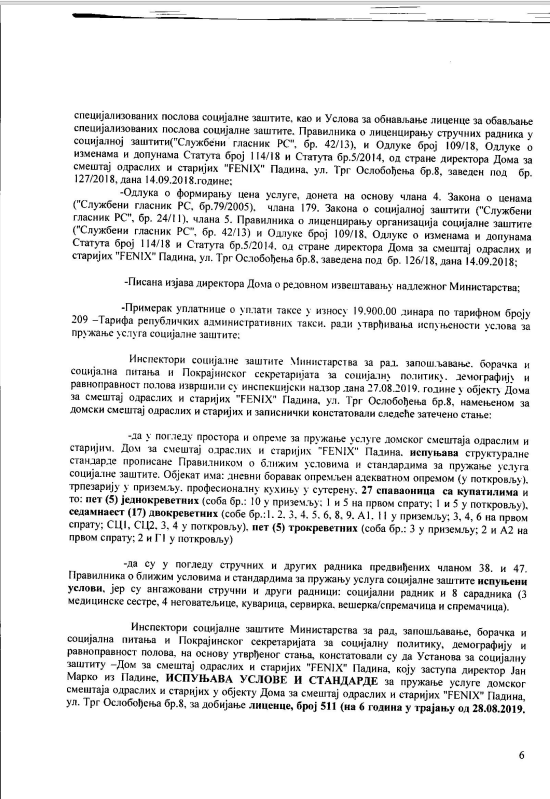 специјализованих послова социјалне заштите, као и Услова за обнављање лиценце за обављање
специјализованих послова социјалне заштите, Правилника о лиценцирању стручних радника у
социјалној заштити("Службени гласник РС", бр. 42/13), и Одлуке број 109/18, Одлуке о
изменама и допунама Статута број 114/18 и Статута бр.5/2014, од стране директора Дома за
смештај одраслих и старијих "FENIX" Падина, ул. Трг Ослобођења бр.8, заведен под бр.
127/2018, дана 14.09.2018.године;
-Одлука о формирању цена услуге, донета на основу члана 4. Закона о ценама
("Службени гласник РС, бр.79/2005), члана 179. Закона о социјалној заштити ("Службени
гласник РС", бр. 24/11), члана 5. Правилника о лиценцирању организација социјалне заштите
("Службени гласник РС", бр. 42/13) и Одлуке број 109/18, Одлуке о изменама и допунама
Статута број 114/18 и Статута бр.5/2014, од стране директора Дома за смештај одраслих и
старијих "FENIX" Падина, ул. Трг Ослобођења бр.8, заведена под бр. 126/18, дана 14.09.2018;
-Писана изјава директора Дома о редовном извештавању надлежног Министарства;
-Примерак уплатнице о уплати таксе у износу 19.900.00 динара по тарифном броју
209 –Тарифа републичких административних такси, ради утврђивања испуњености услова за
пружање услуга социјалне заштите;
Инспектори социјалне заштите Министарства за рад, запошљавање, борачка и
социјална питања и Покрајинског секретаријата за социјалну политику, демографију и
равноправност полова извршили су инспекцијски надзор дана 27.08.2019. године у објекту Дома
за смештај одраслих и старијих "FENIX" Падина, ул. Трг Ослобођења бр.8, намењеном за
домски смештај одраслих и старијих и записнички констатовали следеће затечено стање:
-да у погледу простора и опреме за пружање услуге домског смештаја одраслим и
старијим, Дом за смештај одраслих и старијих "FENIX" Падина, испуњава структуралне
стандарде прописане Правилником о ближим условима и стандардима за пружање услуга
социјалне заштите. Објекат има: дневни боравак опремљен адекватном опремом (у поткровљу),
трпезарију у приземљу, професионалну кухињу у сутерену, 27 спаваоница са купатилима и
то: пет (5) једнокреветних (соба бр.: 10 у приземљу; 1 и 5 на првом спрату; 1 и 5 у поткровљу),
седамнаест (17) двокреветних (собе бр.:1, 2, 3, 4, 5, 6, 8, 9, А1, 11 у приземљу; 3, 4, 6 на првом
спрату; СЦ1, СЦ2, 3, 4 у поткровљу), пет (5) трокреветних (соба бр.: 3 у приземљу; 2 и А2 на
првом спрату; 2 и Г1 у поткровљу)
-да су у погледу стручних и других радника предвиђених чланом 38. и 47.
Правилника о ближим условима и стандардима за пружању услуга социјалне заштите испуњени
услови, јер су ангажовани стручни и други радници: социјални радник и 8 сарадника (3
медицинске сестре, 4 неговатељице, куварица, сервирка, вешерка/спремачица и спремачица).
Инспектори социјалне заштите Министарства за рад, запошљавање, борачка и
социјална питања и Покрајинског секретаријата за социјалну политику, демографију и
равноправност полова, на основу утврђеног стања, констатовали су да Установа за социјалну
заштиту –Дом за смештај одраслих и старијих "FENIX" Падина, коју заступа директор Јан
Марко из Падине, ИСПУЊАВА УСЛОВЕ И СТАНДАРДЕ за пружање услуге домског
смештаја одраслих и старијих у објекту Дома за смештај одраслих и старијих "FENIX" Падина,
ул. Трг Ослобођења бр.8, за добијање лиценце, број 511 (на 6 година у трајању од 28.08.2019.
6